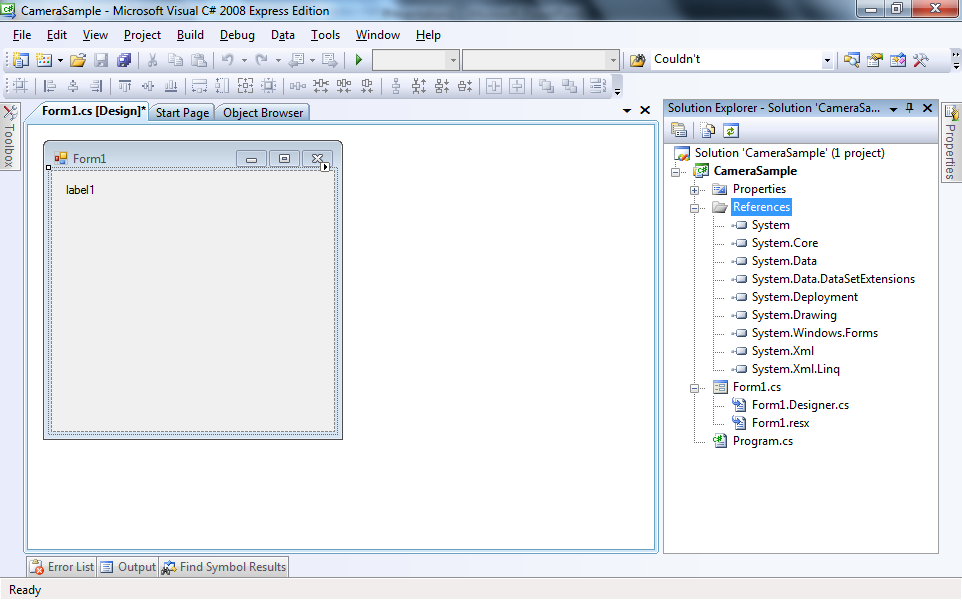 CameraSample - Microsoft Visual C# 2008 Express Edition
File Edit View Project Build Debug Data Tools Window Help
Couldn't
Toolbox
Form1.cs [Design]* Start Page Object Browser
Form1
label1
Solution Explorer - Solution 'CameraSa...
Solution 'CameraSample' (1 project)
CameraSample
Properties
References
System
System.Core
System.Data
System.Data.DataSetExtensions
System.Deployment
System.Drawing
System.Windows.Forms
System.Xml
System.Xml.Linq
Form1.cs
Form1.Designer.cs
Form1.resx
Program.cs
Properties
Error List Output Find Symbol Results
Ready